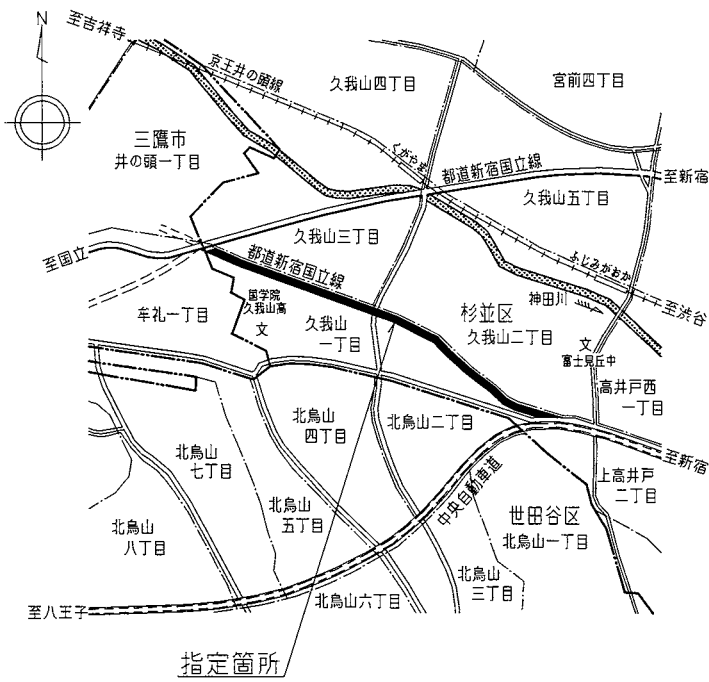 N
至吉祥寺
京王井の頭線
久我山四丁目
宮前四丁目
三鷹市
井の頭一丁目
くがやま
都道新宿国立線
至新宿
久我山五丁目
久我山三丁目
至国立
都道新宿国立線
ふじみがおか
国学院
久我山高
文
神田川
至渋谷
牟礼一丁目
久我山
一丁目
杉並区
久我山二丁目
文
富士見丘中
高井戸西
一丁目
北烏山
四丁目
北烏山二丁目
至新宿
北烏山
七丁目
上高井戸
二丁目
中央自動車道
北烏山
五丁目
世田谷区
北烏山一丁目
北烏山
八丁目
北烏山
三丁目
北烏山六丁目
至八王子
指定箇所